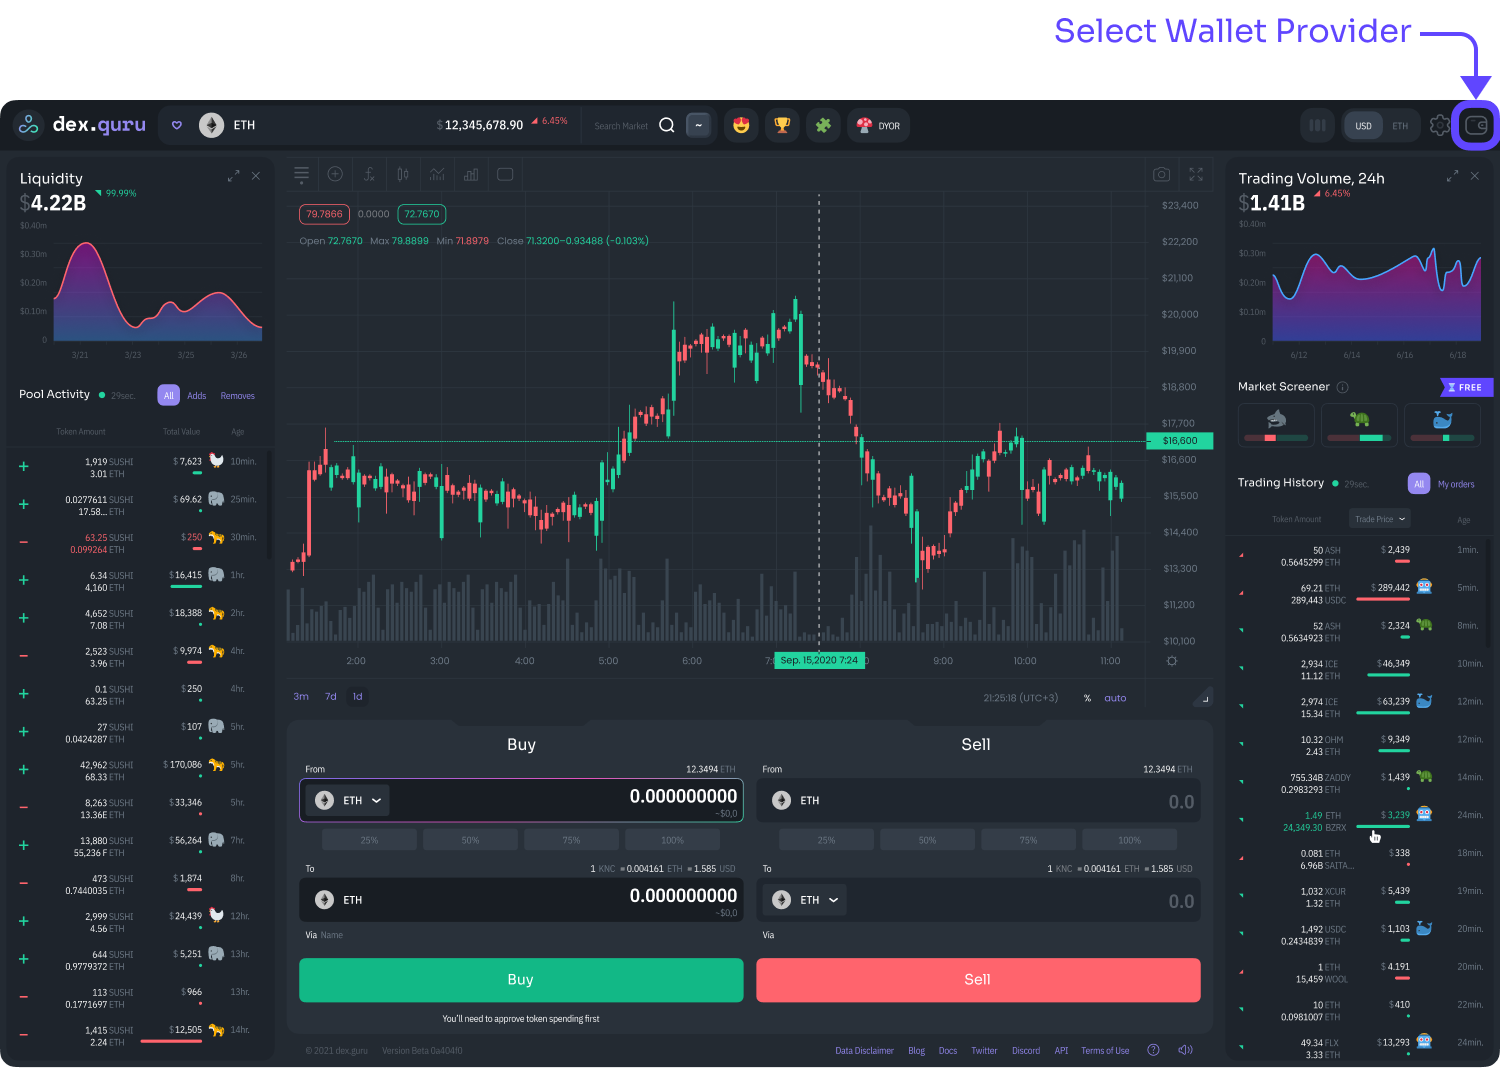 Select Wallet Provider
dex.guru
ETH
$12,345,678.90 6.45%
Search Market
~
DYOR
USD ETH
Liquidity
$4.22B 99.99%
$0.40m
$0.30m
$0.20m
$0.10m
0
3/21 3/23 3/25 3/26
Pool Activity 29sec. All Adds Removes
Token Amount Total Value Age
1,919 SUSHI $7,623 10min.
3.01 ETH
0.0277611 $69.62 25min.
17.58... ETH
63.25 SUSHI $250 30min.
0.099264 ETH
6.34 SUSHI $16,415 1hr.
4,160 ETH
4,652 SUSHI $18,388 2hr.
7.08 ETH
2,523 SUSHI $9,974 4hr.
3.96 ETH
0.1 SUSHI $250 4hr.
63.25 ETH
27 SUSHI $107 5hr.
0.0424287 ETH
42,962 SUSHI $170,086 5hr.
68.33 ETH
8,263 SUSHI $33,346 5hr.
13.36E ETH
13,880 SUSHI $56,264 7hr.
55,236 F ETH
473 SUSHI $1,874 8hr.
0.7440035 ETH
2,999 SUSHI $24,439 12hr.
4.56 ETH
644 SUSHI $5,251 13hr.
0.9779372 ETH
113 SUSHI $966 13hr.
0.1771697 ETH
1,415 SUSHI $12,505 14hr.
2.24 ETH
79.7866 0.0000 72.7670
Open 72.7670 Max 79.8899 Min 71.8979 Close 71.3200−0.93488 (−0.103%)
$23,400
$22,200
$21,100
$20,000
$19,900
$18,800
$17,700
$16,600
$16,600
$15,500
$14,400
$13,300
$11,200
$10,100
2:00 3:00 4:00 5:00 6:00 Sep. 15,2020 7:24 9:00 10:00 11:00
3m 7d 1d 21:25:18 (UTC+3) % auto
Buy
From 12.3494 ETH
ETH 0.000000000
~$0,0
25% 50% 75% 100%
To 1 KNC = 0.004161 ETH = 1.585 USD
ETH 0.000000000
~$0,0
Via Name
Buy
You'll need to approve token spending first
Sell
From 12.3494 ETH
ETH 0.0
25% 50% 75% 100%
To 1 KNC = 0.004161 ETH = 1.585 USD
ETH 0.0
Via
Sell
© 2021 dex.guru Version Beta 0a404f0
Data Disclaimer Blog Docs Twitter Discord API Terms of Use
Trading Volume, 24h
$1.41B 6.45%
$0.40m
$0.30m
$0.20m
$0.10m
0
6/12 6/14 6/16 6/18
Market Screener FREE
Trading History 29sec. All My orders
Token Amount Trade Price Age
50 ASH $2,439 1min.
0.5645299 ETH
69.21 ETH $289,442 5min.
289,443 USDC
52 ASH $2,324 8min.
0.5634923 ETH
2,934 ICE $46,349 10min.
11.12 ETH
2,974 ICE $63,239 12min.
15.34 ETH
10.32 OHM $9,349 12min.
2.43 ETH
755.34B ZADDY $1,439 14min.
0.2983293 ETH
1.49 ETH $3,239 24min.
24,349.30 BZRX
0.081 ETH $338 18min.
6.96B SAITA...
1,032 XCUR $5,439 19min.
1.32 ETH
1,492 USDC $1,103 20min.
0.2434839 ETH
1 ETH $4.191 20min.
15,459 WOOL
10 ETH $410 22min.
0.0981007 ETH
49.34 FLX $13,293 24min.
3.33 ETH